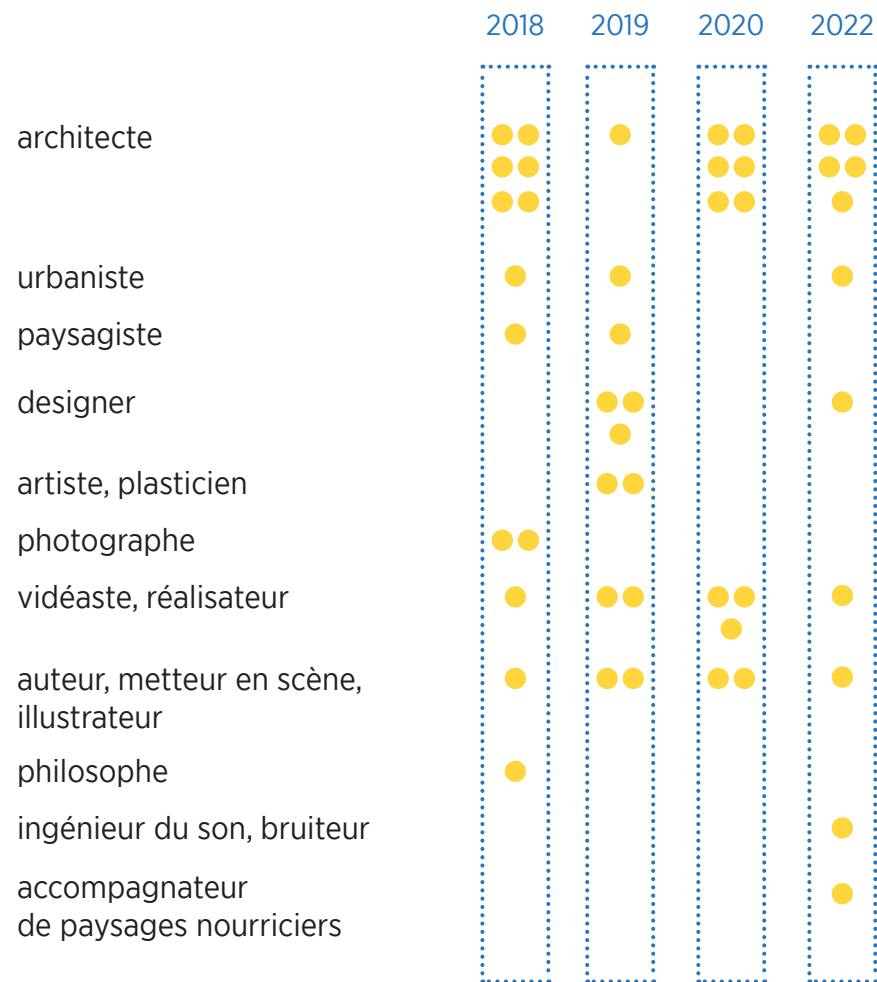 2018 2019 2020 2022
architecte
urbaniste
paysagiste
designer
artiste, plasticien
photographe
vidéaste, réalisateur
auteur, metteur en scène,
illustrateur
philosophe
ingénieur du son, bruiteur
accompagnateur
de paysages nourriciers